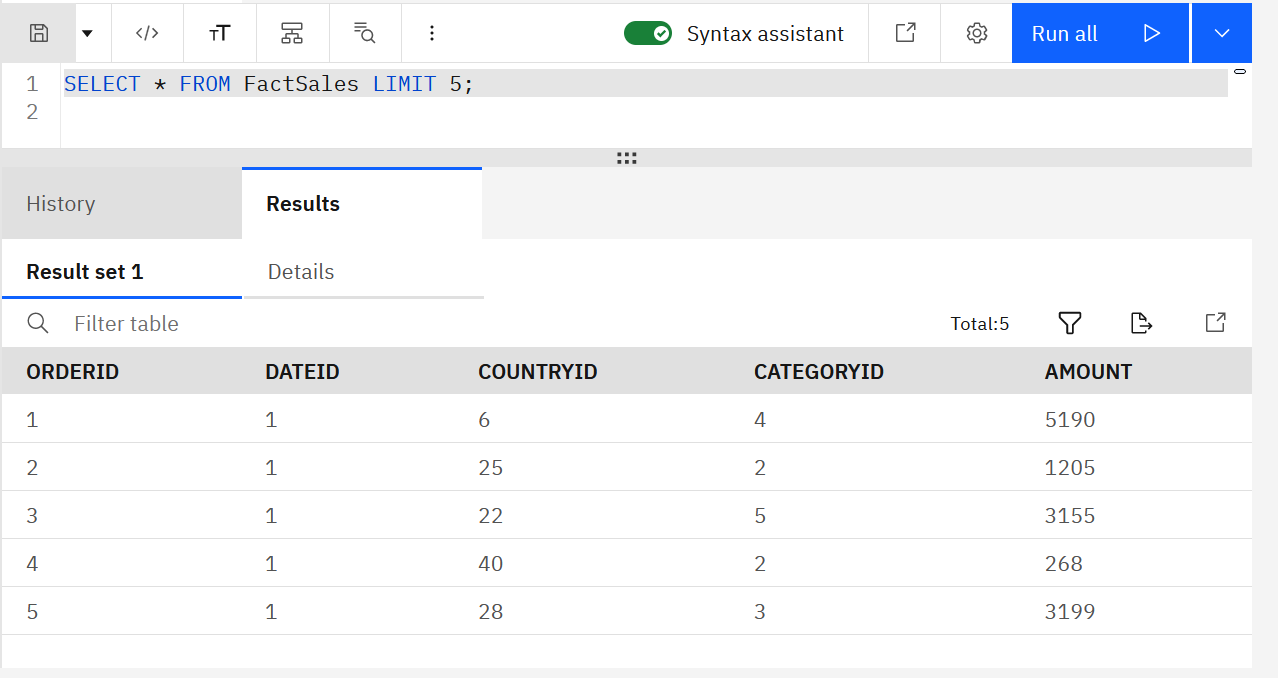 </> TT Syntax assistant Run all
1 SELECT * FROM FactSales LIMIT 5;
2
History Results
Result set 1 Details
Filter table Total:5
ORDERID DATEID COUNTRYID CATEGORYID AMOUNT
1 1 6 4 5190
2 1 25 2 1205
3 1 22 5 3155
4 1 40 2 268
5 1 28 3 3199